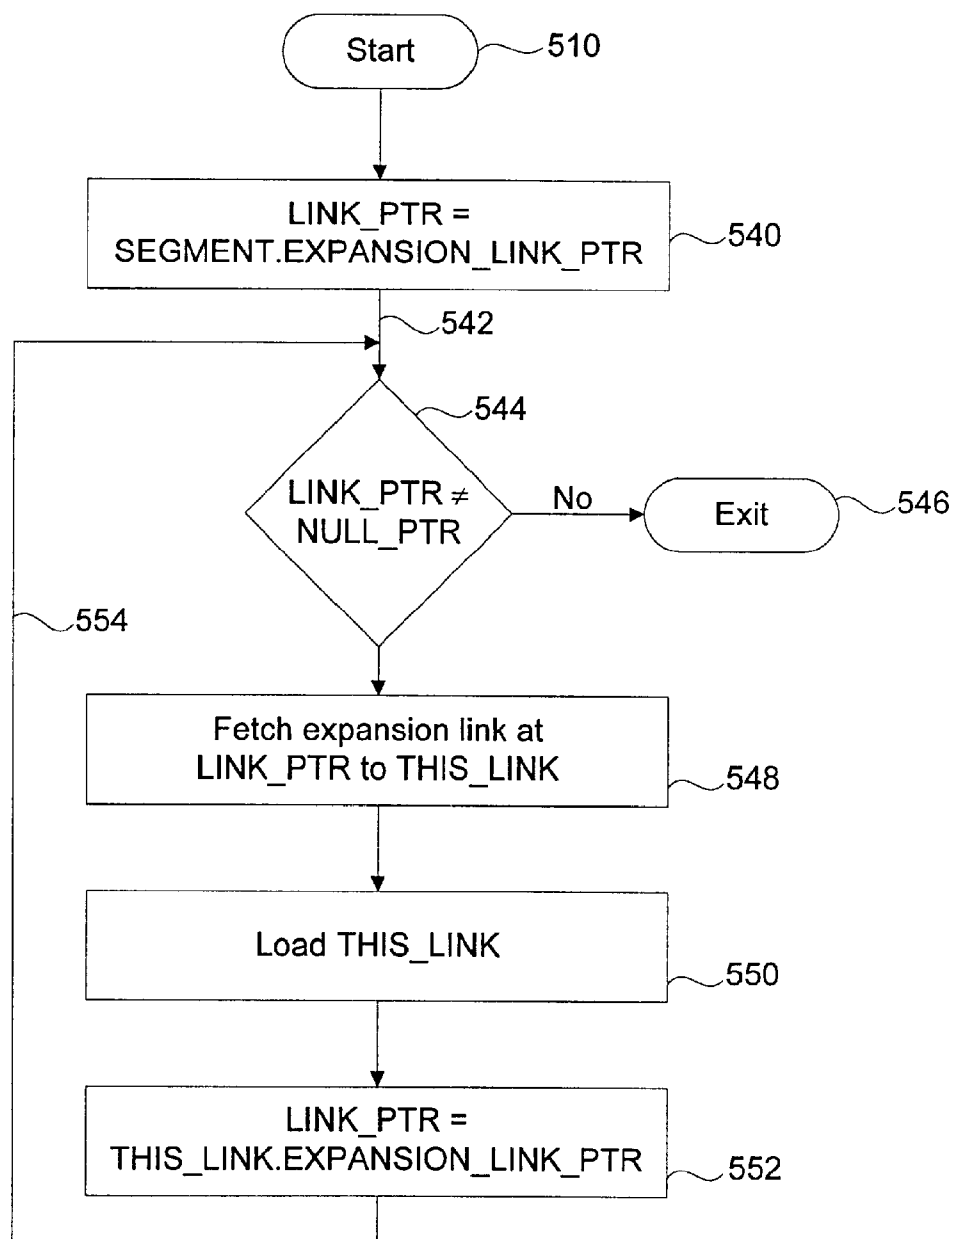 Start
510
LINK_PTR =
SEGMENT.EXPANSION_LINK_PTR
540
542
544
LINK_PTR ≠
NULL_PTR
No
Exit
546
554
Fetch expansion link at
LINK_PTR to THIS_LINK
548
Load THIS_LINK
550
LINK_PTR =
THIS_LINK.EXPANSION_LINK_PTR
552